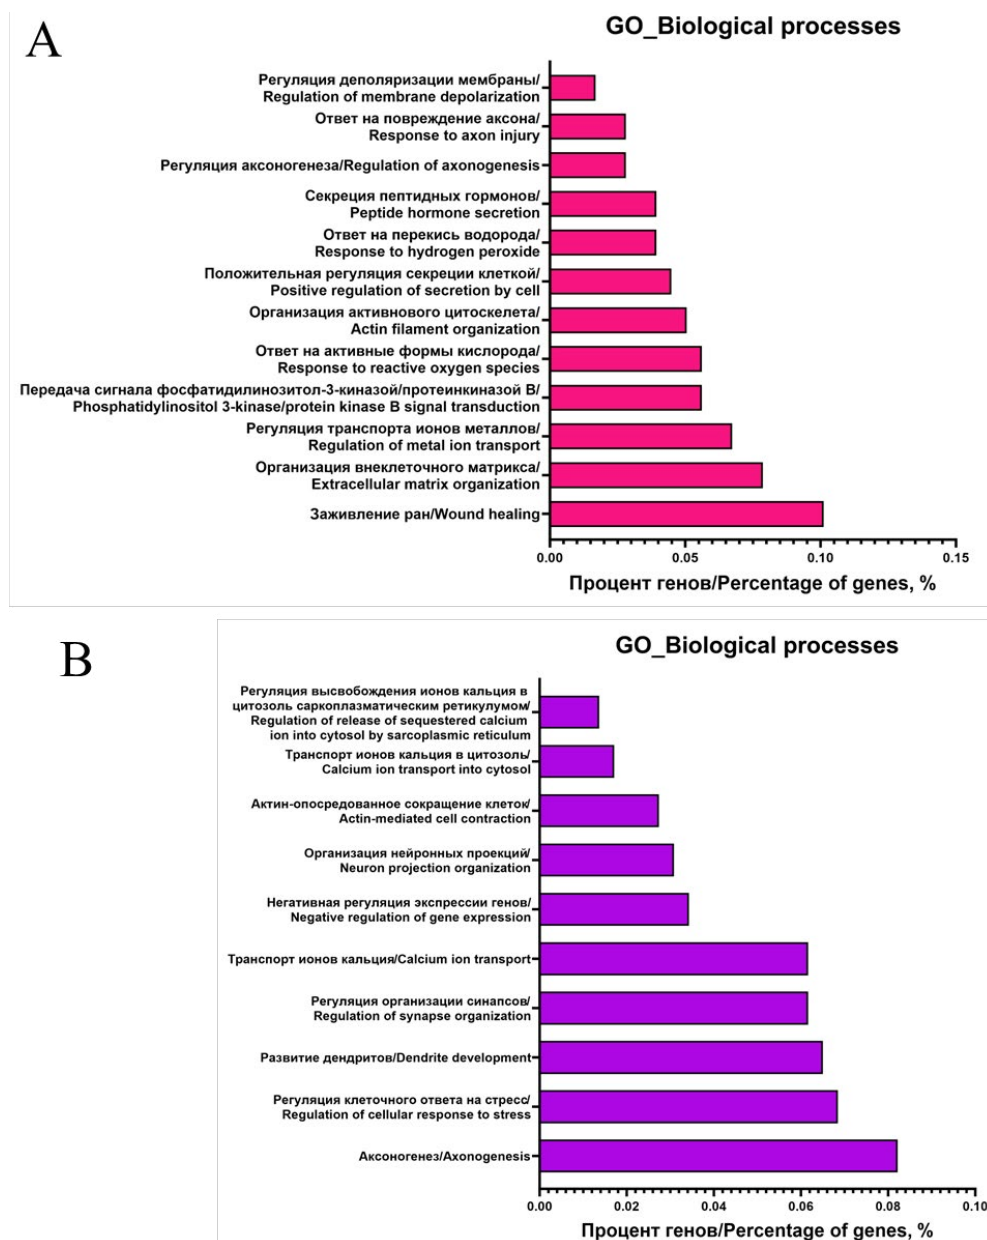 A
GO_Biological processes
Регуляция деполяризации мембраны/
Regulation of membrane depolarization
Ответ на повреждение аксона/
Response to axon injury
Регуляция аксоногенеза/Regulation of axonogenesis
Секреция пептидных гормонов/
Peptide hormone secretion
Ответ на перекись водорода/
Response to hydrogen peroxide
Положительная регуляция секреции клеткой/
Positive regulation of secretion by cell
Организация активнового цитоскелета/
Actin filament organization
Ответ на активные формы кислорода/
Response to reactive oxygen species
Передача сигнала фосфатидилинозитол-3-киназой/протеинкиназой B/
Phosphatidylinositol 3-kinase/protein kinase B signal transduction
Регуляция транспорта ионов металлов/
Regulation of metal ion transport
Организация внеклеточного матрикса/
Extracellular matrix organization
Заживление ран/Wound healing
0.00 0.05 0.10 0.15
Процент генов/Percentage of genes, %
B
GO_Biological processes
Регуляция высвобождения ионов кальция в
цитозоль саркоплазматическим ретикулумом/
Regulation of release of sequestered calcium
ion into cytosol by sarcoplasmic reticulum
Транспорт ионов кальция в цитозоль/
Calcium ion transport into cytosol
Актин-опосредованное сокращение клеток/
Actin-mediated cell contraction
Организация нейронных проекций/
Neuron projection organization
Негативная регуляция экспрессии генов/
Negative regulation of gene expression
Транспорт ионов кальция/Calcium ion transport
Регуляция организации синапсов/
Regulation of synapse organization
Развитие дендритов/Dendrite development
Регуляция клеточного ответа на стресс/
Regulation of cellular response to stress
Аксоногенез/Axonogenesis
0.00 0.02 0.04 0.06 0.08 0.10
Процент генов/Percentage of genes, %